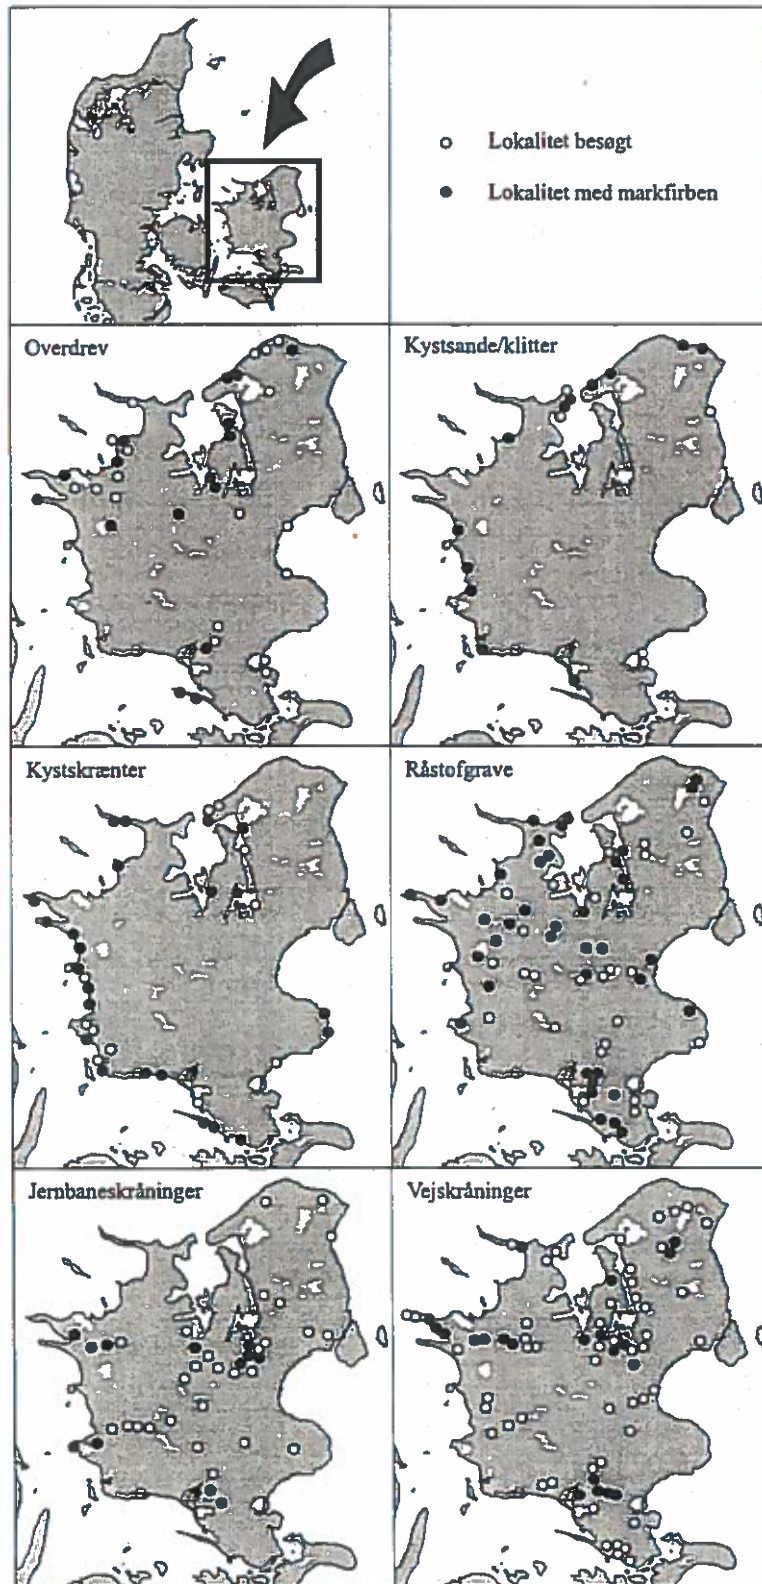 Lokalitet besøgt
Lokalitet med markfirben
Overdrev
Kystsande/klitter
Kystskrænter
Råstofgrave
Jernbaneskråninger
Vejskråninger